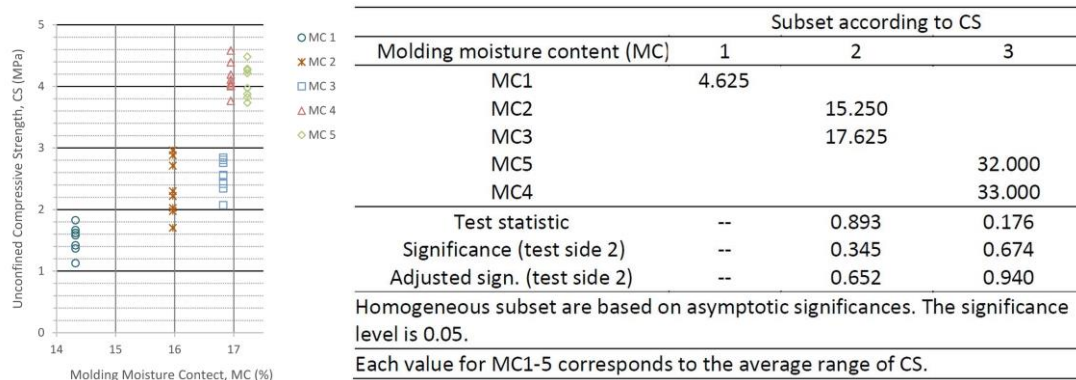 5
4
3
2
1
0
14 15 16 17
Unconfined Compressive Strength, CS (MPa)
Molding Moisture Contect, MC (%)
MC 1
MC 2
MC 3
MC 4
MC 5
Subset according to CS
Molding moisture content (MC) 1 2 3
MC1 4.625
MC2 15.250
MC3 17.625
MC5 32.000
MC4 33.000
Test statistic -- 0.893 0.176
Significance (test side 2) -- 0.345 0.674
Adjusted sign. (test side 2) -- 0.652 0.940
Homogeneous subset are based on asymptotic significances. The significance
level is 0.05.
Each value for MC1-5 corresponds to the average range of CS.